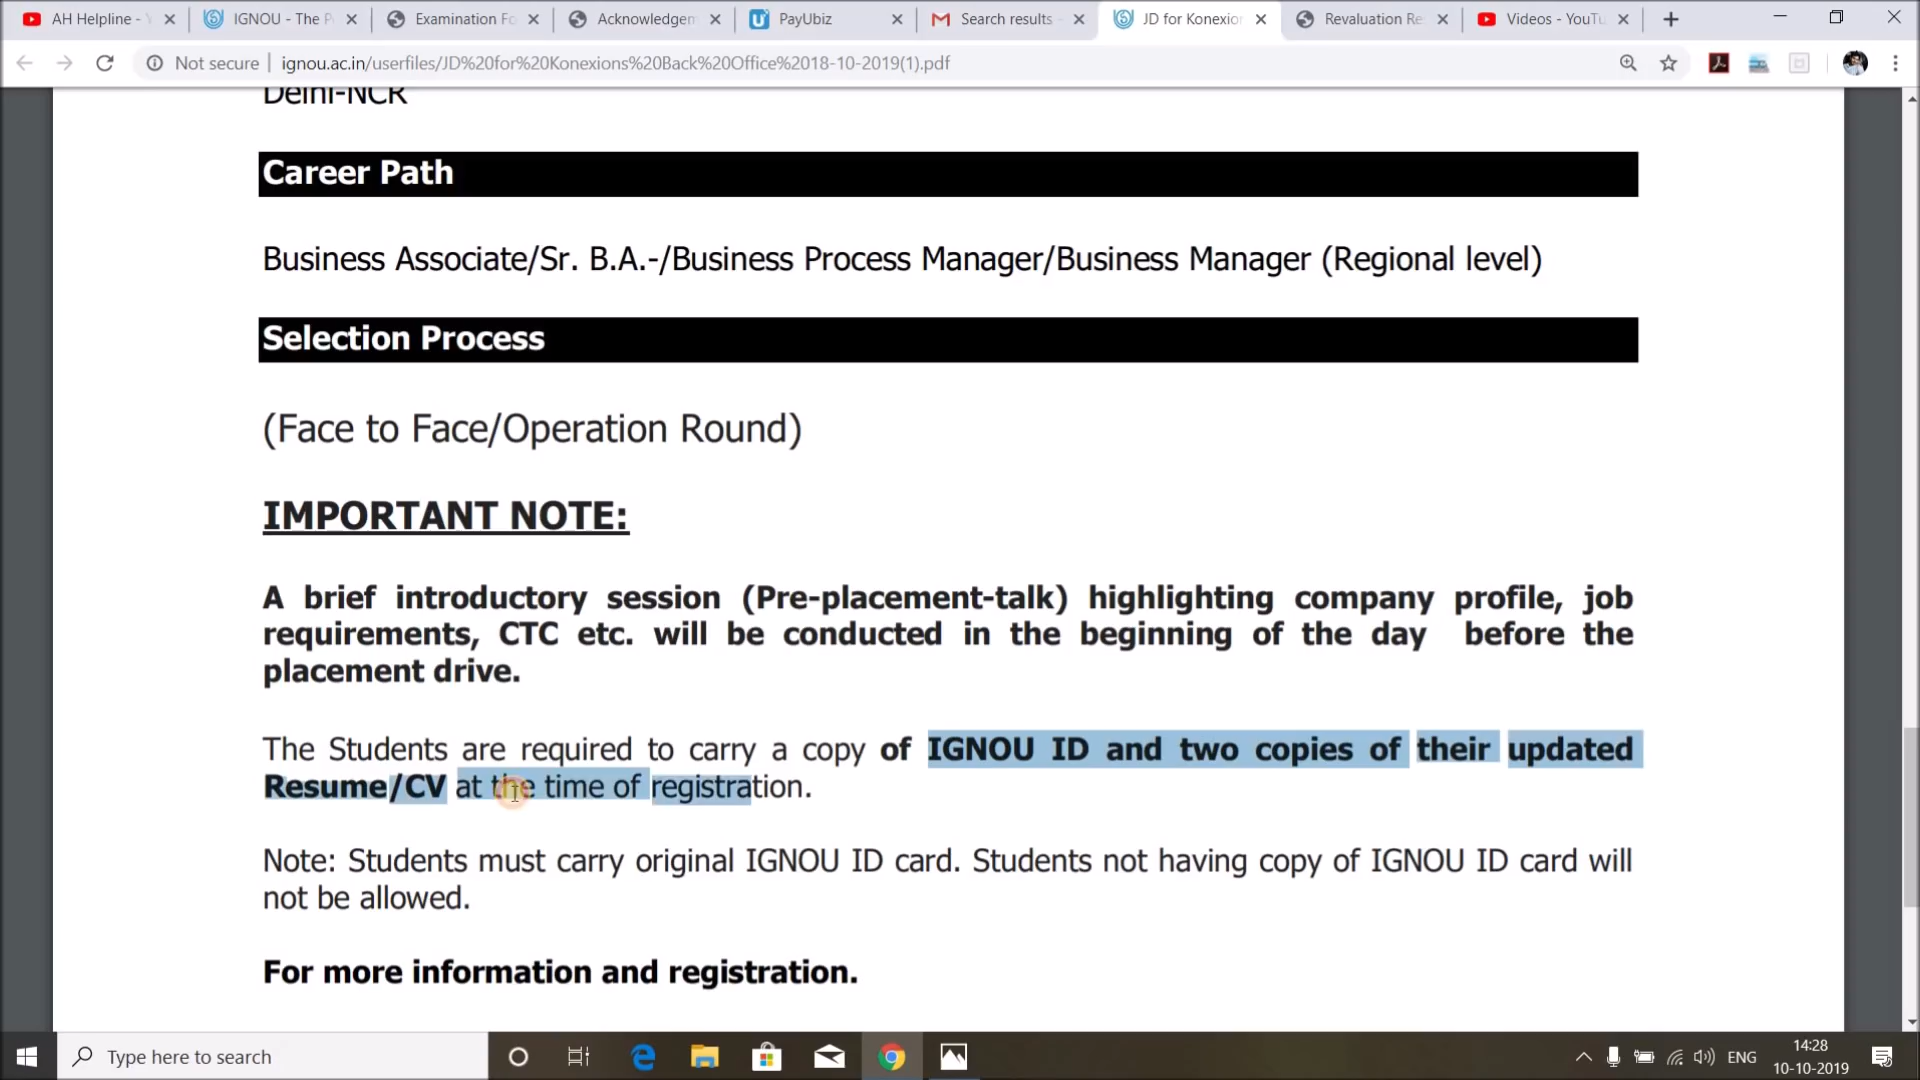 AH Helpline - Y
IGNOU - The P
Examination Fo
Acknowledgem
PayUbiz
Search results -
JD for Konexion
Revaluation Re
Videos - YouTu
Not secure | ignou.ac.in/userfiles/JD%20for%20Konexions%20Back%20Office%2018-10-2019(1).pdf
Delhi-NCR
Career Path
Business Associate/Sr. B.A.-/Business Process Manager/Business Manager (Regional level)
Selection Process
(Face to Face/Operation Round)
IMPORTANT NOTE:
A brief introductory session (Pre-placement-talk) highlighting company profile, job
requirements, CTC etc. will be conducted in the beginning of the day before the
placement drive.
The Students are required to carry a copy of IGNOU ID and two copies of their updated
Resume/CV at the time of registration.
Note: Students must carry original IGNOU ID card. Students not having copy of IGNOU ID card will
not be allowed.
For more information and registration.
Type here to search
ENG
14:28
10-10-2019